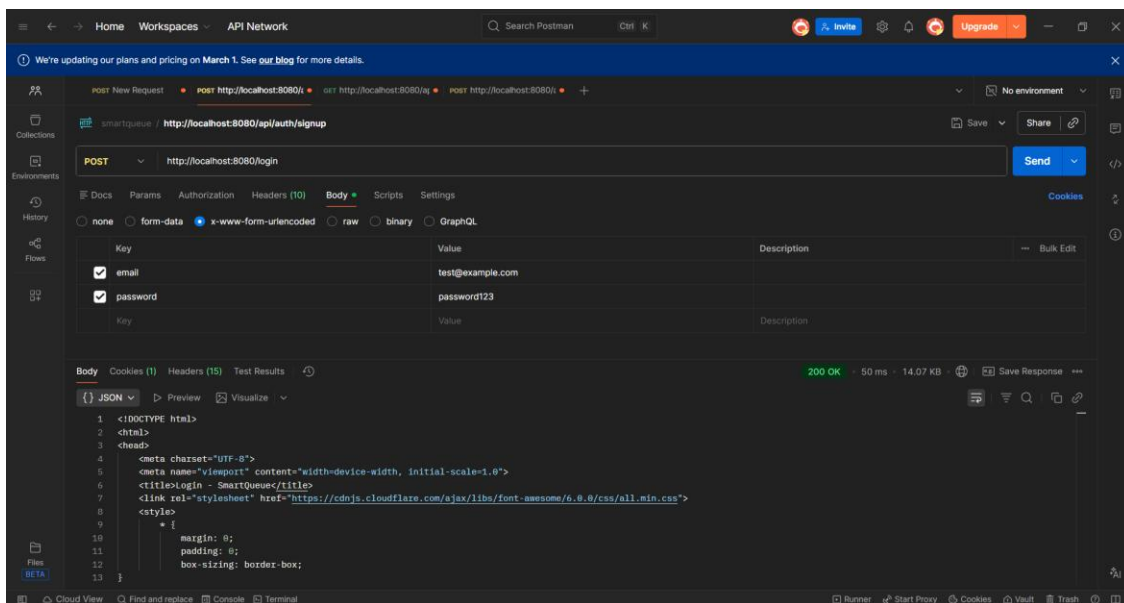 Home Workspaces API Network Search Postman Ctrl K Invite Upgrade
We're updating our plans and pricing on March 1. See our blog for more details.
POST New Request POST http://localhost:8080/ GET http://localhost:8080/a POST http://localhost:8080/ No environment
Collections
Environments
History
Flows
Files
BETA
HTTP smartqueue / http://localhost:8080/api/auth/signup Save Share
POST http://localhost:8080/login Send
Docs Params Authorization Headers (10) Body Scripts Settings Cookies
none form-data x-www-form-urlencoded raw binary GraphQL
Key Value Description Bulk Edit
email test@example.com
password password123
Key Value Description
Body Cookies (1) Headers (15) Test Results 200 OK 50 ms 14.07 KB Save Response
{} JSON Preview Visualize
1 <!DOCTYPE html>
2 <html>
3 <head>
4 <meta charset="UTF-8">
5 <meta name="viewport" content="width=device-width, initial-scale=1.0">
6 <title>Login - SmartQueue</title>
7 <link rel="stylesheet" href="https://cdnjs.cloudflare.com/ajax/libs/font-awesome/6.0.0/css/all.min.css">
8 <style>
9 * {
10 margin: 0;
11 padding: 0;
12 box-sizing: border-box;
13 }
AI
Cloud View Find and replace Console Terminal Runner Start Proxy Cookies Vault Trash